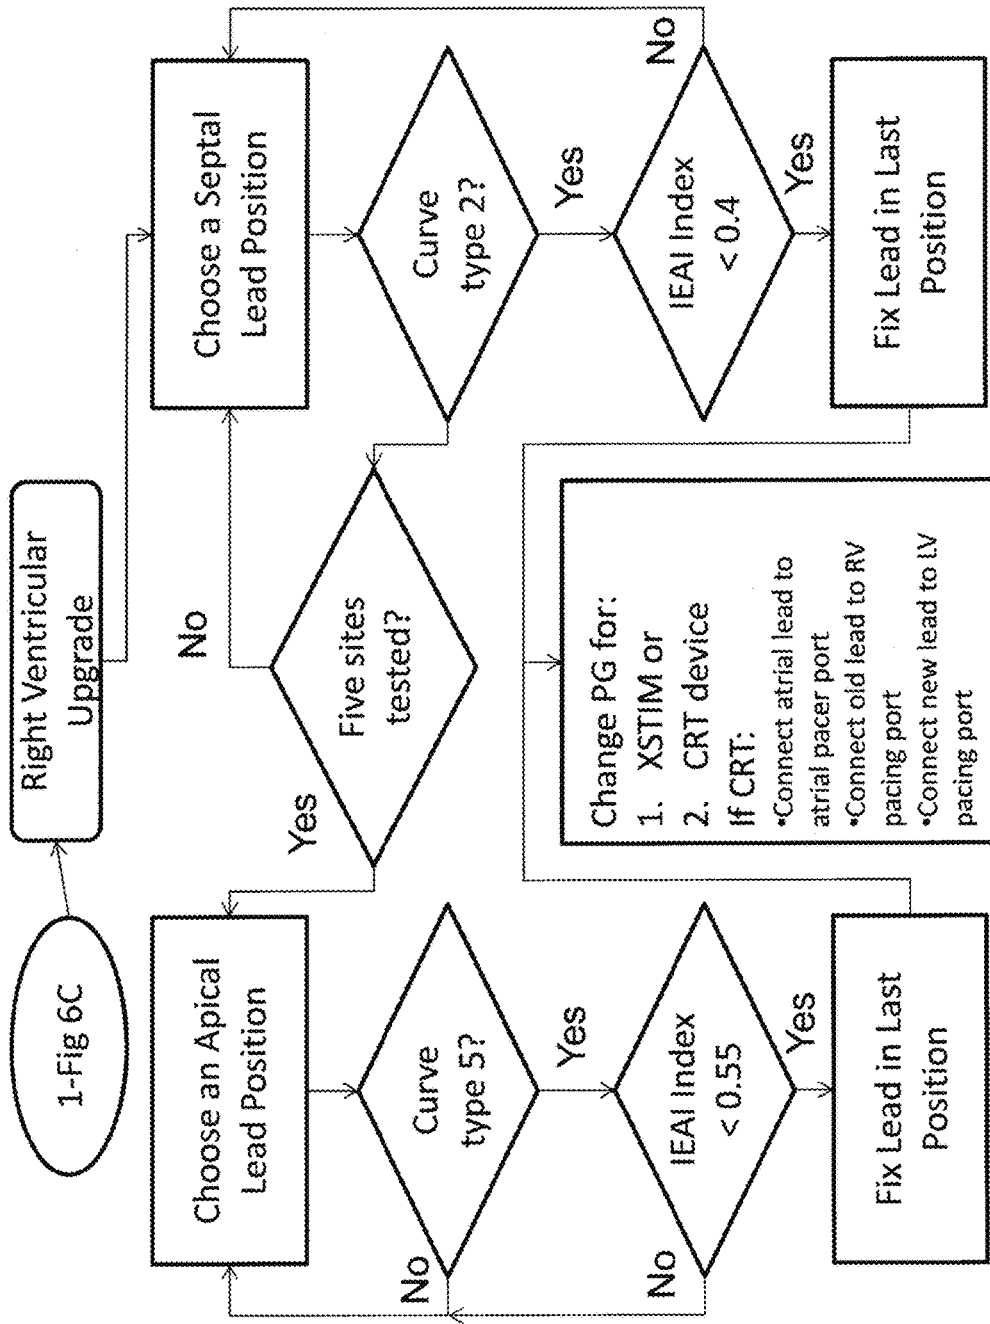 1-Fig 6C
Right Ventricular
Upgrade
Choose an Apical
Lead Position
Choose a Septal
Lead Position
Yes
Five sites
tested?
No
Curve
type 5?
No
Yes
Curve
type 2?
Yes
IEAI Index
< 0.55
No
Yes
IEAI Index
< 0.4
No
Yes
Fix Lead in Last
Position
Change PG for:
1. XSTIM or
2. CRT device
If CRT:
•Connect atrial lead to
atrial pacer port
•Connect old lead to RV
pacing port
•Connect new lead to LV
pacing port
Fix Lead in Last
Position